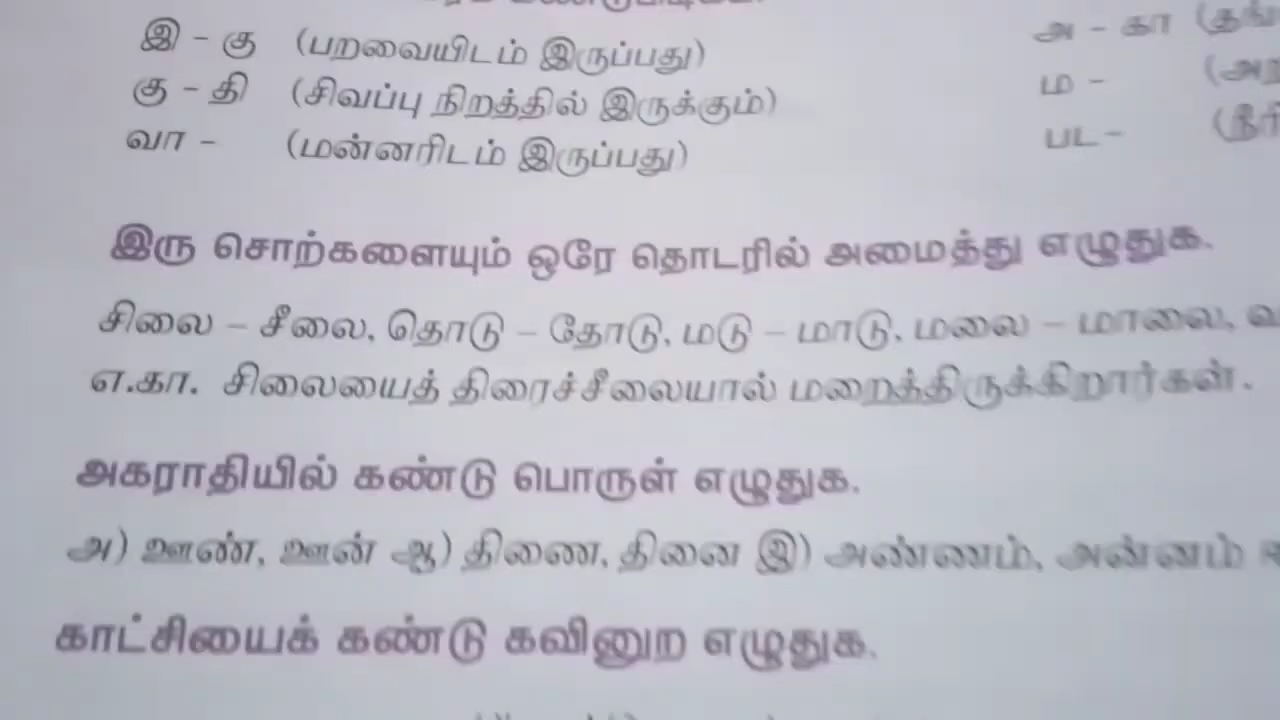 இ - கு (பறவையிடம் இருப்பது) அ - கா
கு - தி (சிவப்பு நிறத்தில் இருக்கும்) ம -
வா - (மன்னரிடம் இருப்பது) பட -
இரு சொற்களையும் ஒரே தொடரில் அமைத்து எழுதுக.
சிலை – சீலை, தொடு – தோடு, மடு – மாடு, மலை – மாலை,
எ.கா. சிலையைத் திரைச்சீலையால் மறைத்திருக்கிறார்கள்.
அகராதியில் கண்டு பொருள் எழுதுக.
அ) ஊண், ஊன் ஆ) திணை, தினை இ) அண்ணம், அன்னம்
காட்சியைக் கண்டு கவினுற எழுதுக.